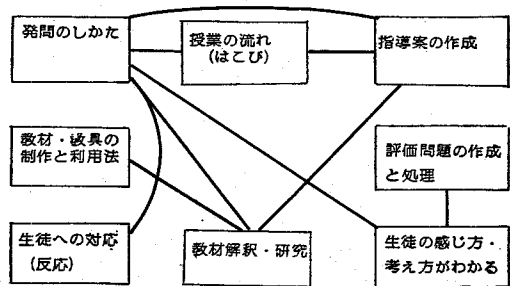 発問のしかた
授業の流れ
(はこび)
指導案の作成
教材・教具の
制作と利用法
評価問題の作成
と処理
生徒への対応
(反応)
教材解釈・研究
生徒の感じ方・
考え方がわかる